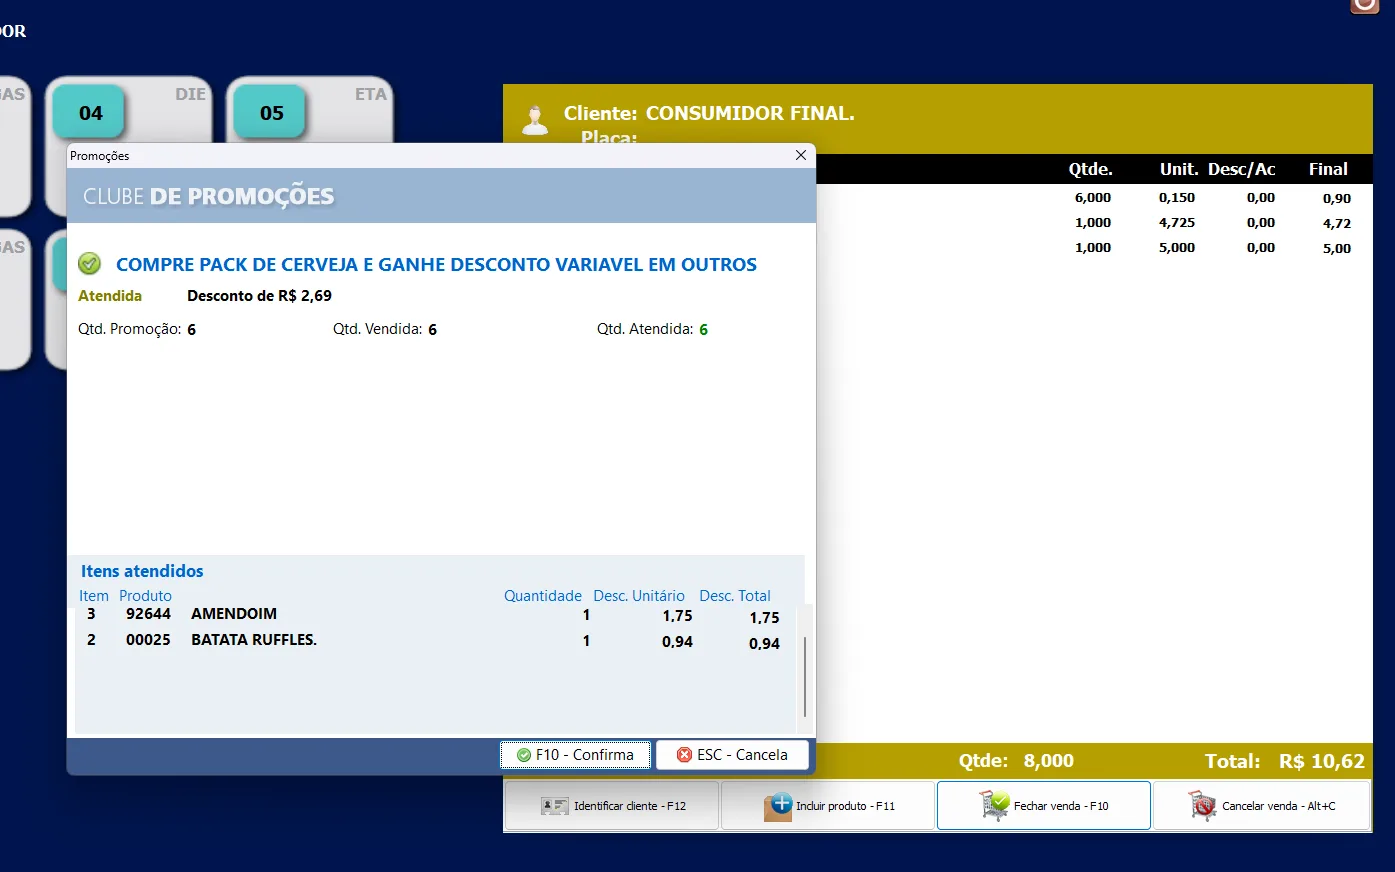 DOR
GAS
04
DIE
05
ETA
GAS
Cliente: CONSUMIDOR FINAL.
Placa:
Qtde. Unit. Desc/Ac Final
6,000 0,150 0,00 0,90
1,000 4,725 0,00 4,72
1,000 5,000 0,00 5,00
Promoções
CLUBE DE PROMOÇÕES
COMPRE PACK DE CERVEJA E GANHE DESCONTO VARIAVEL EM OUTROS
Atendida Desconto de R$ 2,69
Qtd. Promoção: 6 Qtd. Vendida: 6 Qtd. Atendida: 6
Itens atendidos
Item Produto Quantidade Desc. Unitário Desc. Total
3 92644 AMENDOIM 1 1,75 1,75
2 00025 BATATA RUFFLES. 1 0,94 0,94
F10 - Confirma ESC - Cancela
Qtde: 8,000 Total: R$ 10,62
Identificar cliente - F12 Incluir produto - F11 Fechar venda - F10 Cancelar venda - Alt+C